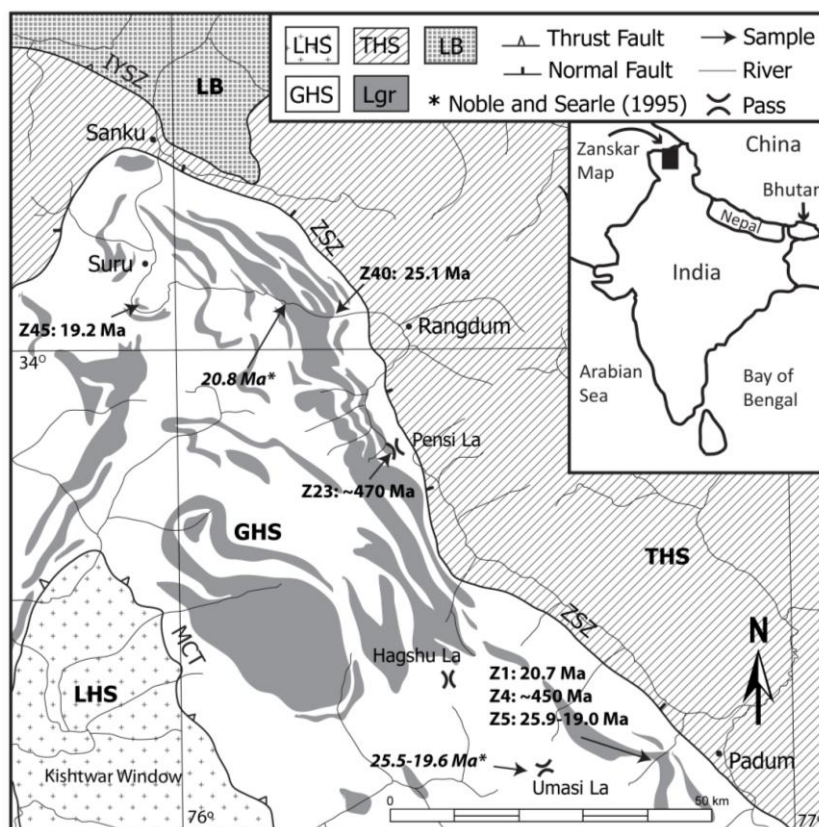 LHS
THS
LB
Thrust Fault
Sample
Normal Fault
River
GHS
Lgr
* Noble and Searle (1995)
Pass
IYSZ
LB
Sanku
Zanskar
Map
China
Bhutan
Nepal
India
Arabian
Sea
Bay of
Bengal
ZSZ
Suru
Z40: 25.1 Ma
Z45: 19.2 Ma
Rangdum
34°
20.8 Ma*
Pensi La
Z23: ~470 Ma
GHS
THS
ZSZ
MCT
N
Hagshu La
Z1: 20.7 Ma
Z4: ~450 Ma
Z5: 25.9-19.0 Ma
LHS
Kishtwar Window
25.5-19.6 Ma*
Umasi La
Padum
0
50 km
76°
77°